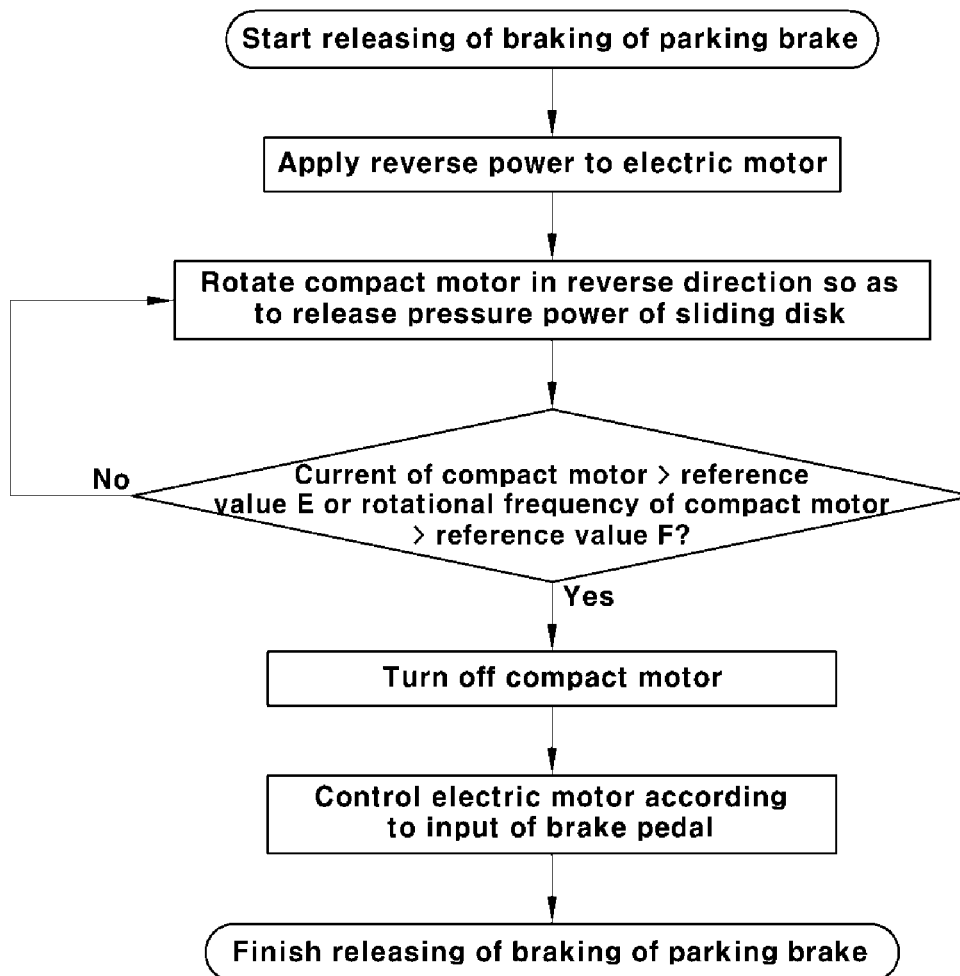 Start releasing of braking of parking brake
Apply reverse power to electric motor
Rotate compact motor in reverse direction so as
to release pressure power of sliding disk
No
Current of compact motor > reference
value E or rotational frequency of compact motor
> reference value F?
Yes
Turn off compact motor
Control electric motor according
to input of brake pedal
Finish releasing of braking of parking brake